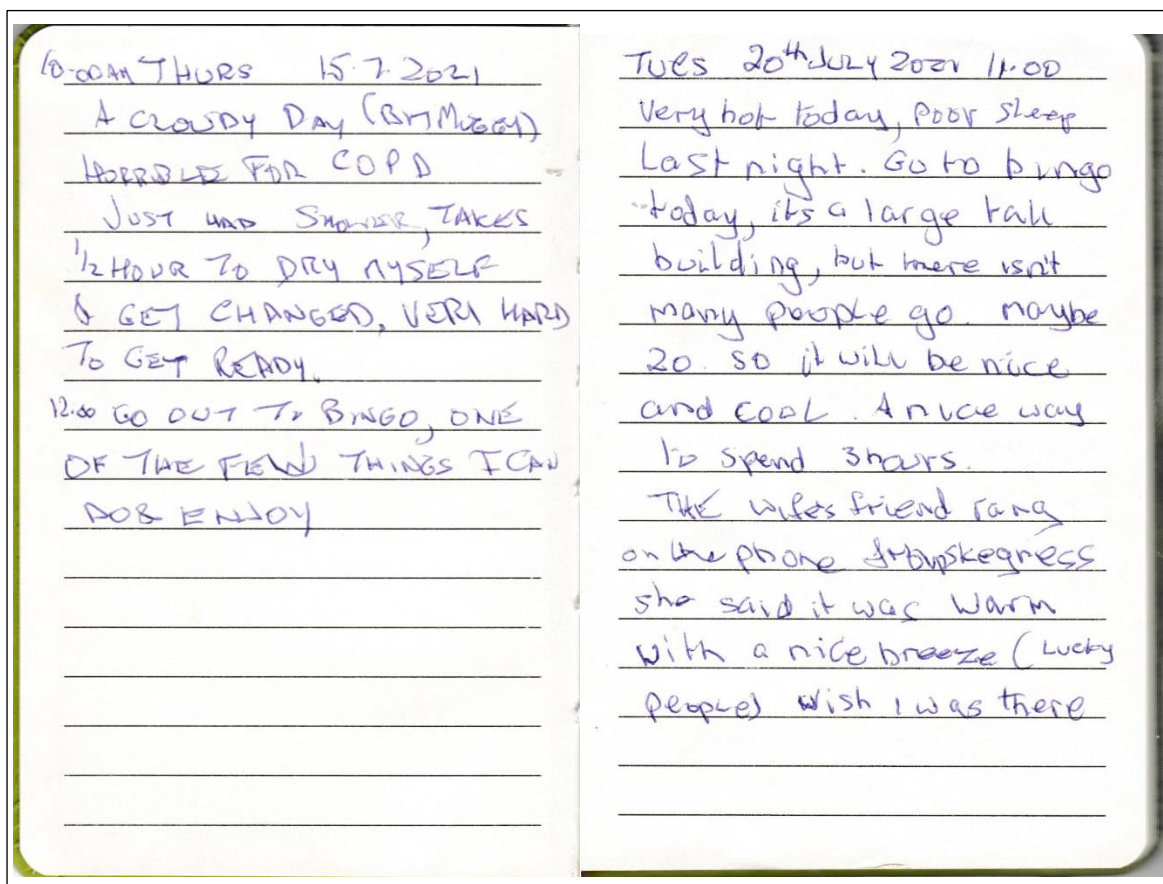 10-00AM THURS 15.7.2021
A CLOUDY DAY (BUT MUGGY)
HORRIBLE FOR COPD
JUST HAD SHOWER, TAKES
1/2 HOUR TO DRY MYSELF
& GET CHANGED, VERY HARD
TO GET READY.
12.00 GO OUT TO BINGO, ONE
OF THE FEW THINGS I CAN
DO & ENJOY
Tues 20th July 2021 11.00
Very hot today, poor sleep
Last night. Go to bingo
today, its a large tall
building, but there isn't
many people go. maybe
20. so it will be nice
and cool. A nice way
to spend 3 hours.
THE wifes friend rang
on the phone from skegness
she said it was warm
with a nice breeze (Lucky
people) wish I was there